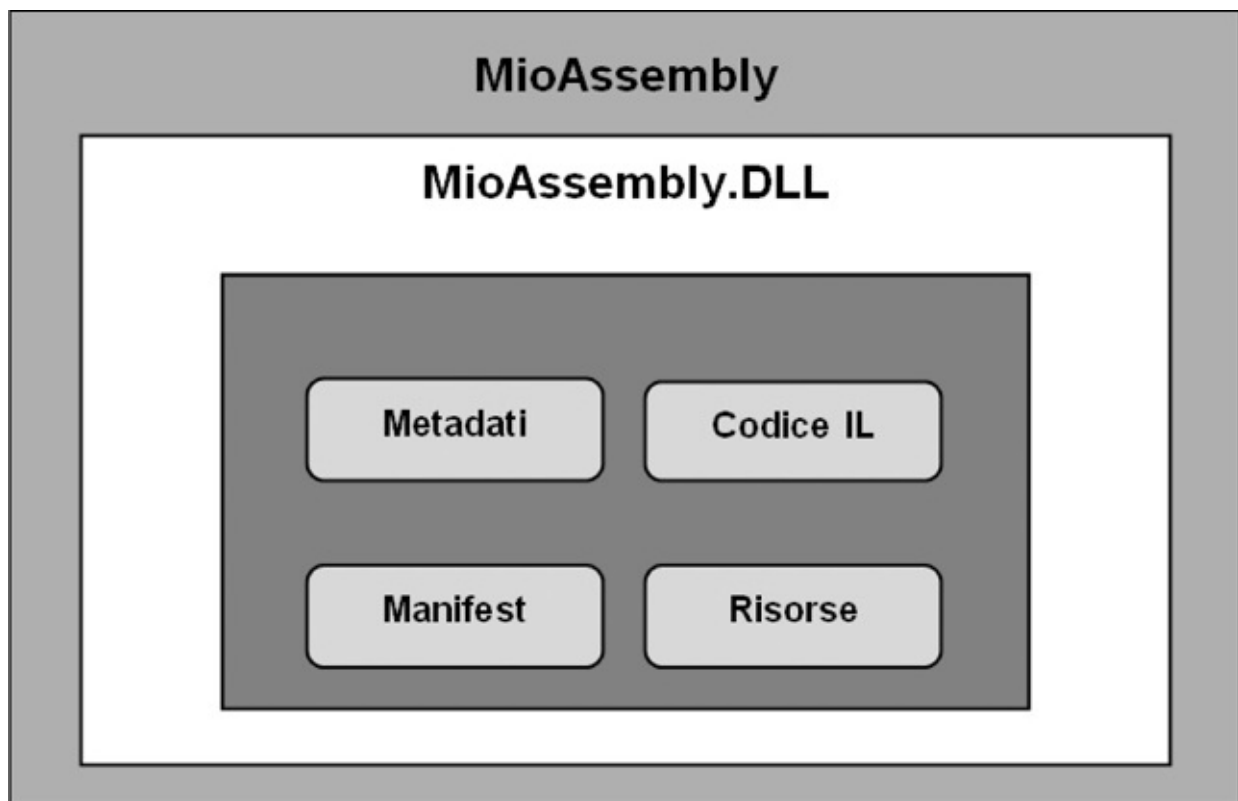 MioAssembly
MioAssembly.DLL
Metadati
Codice IL
Manifest
Risorse